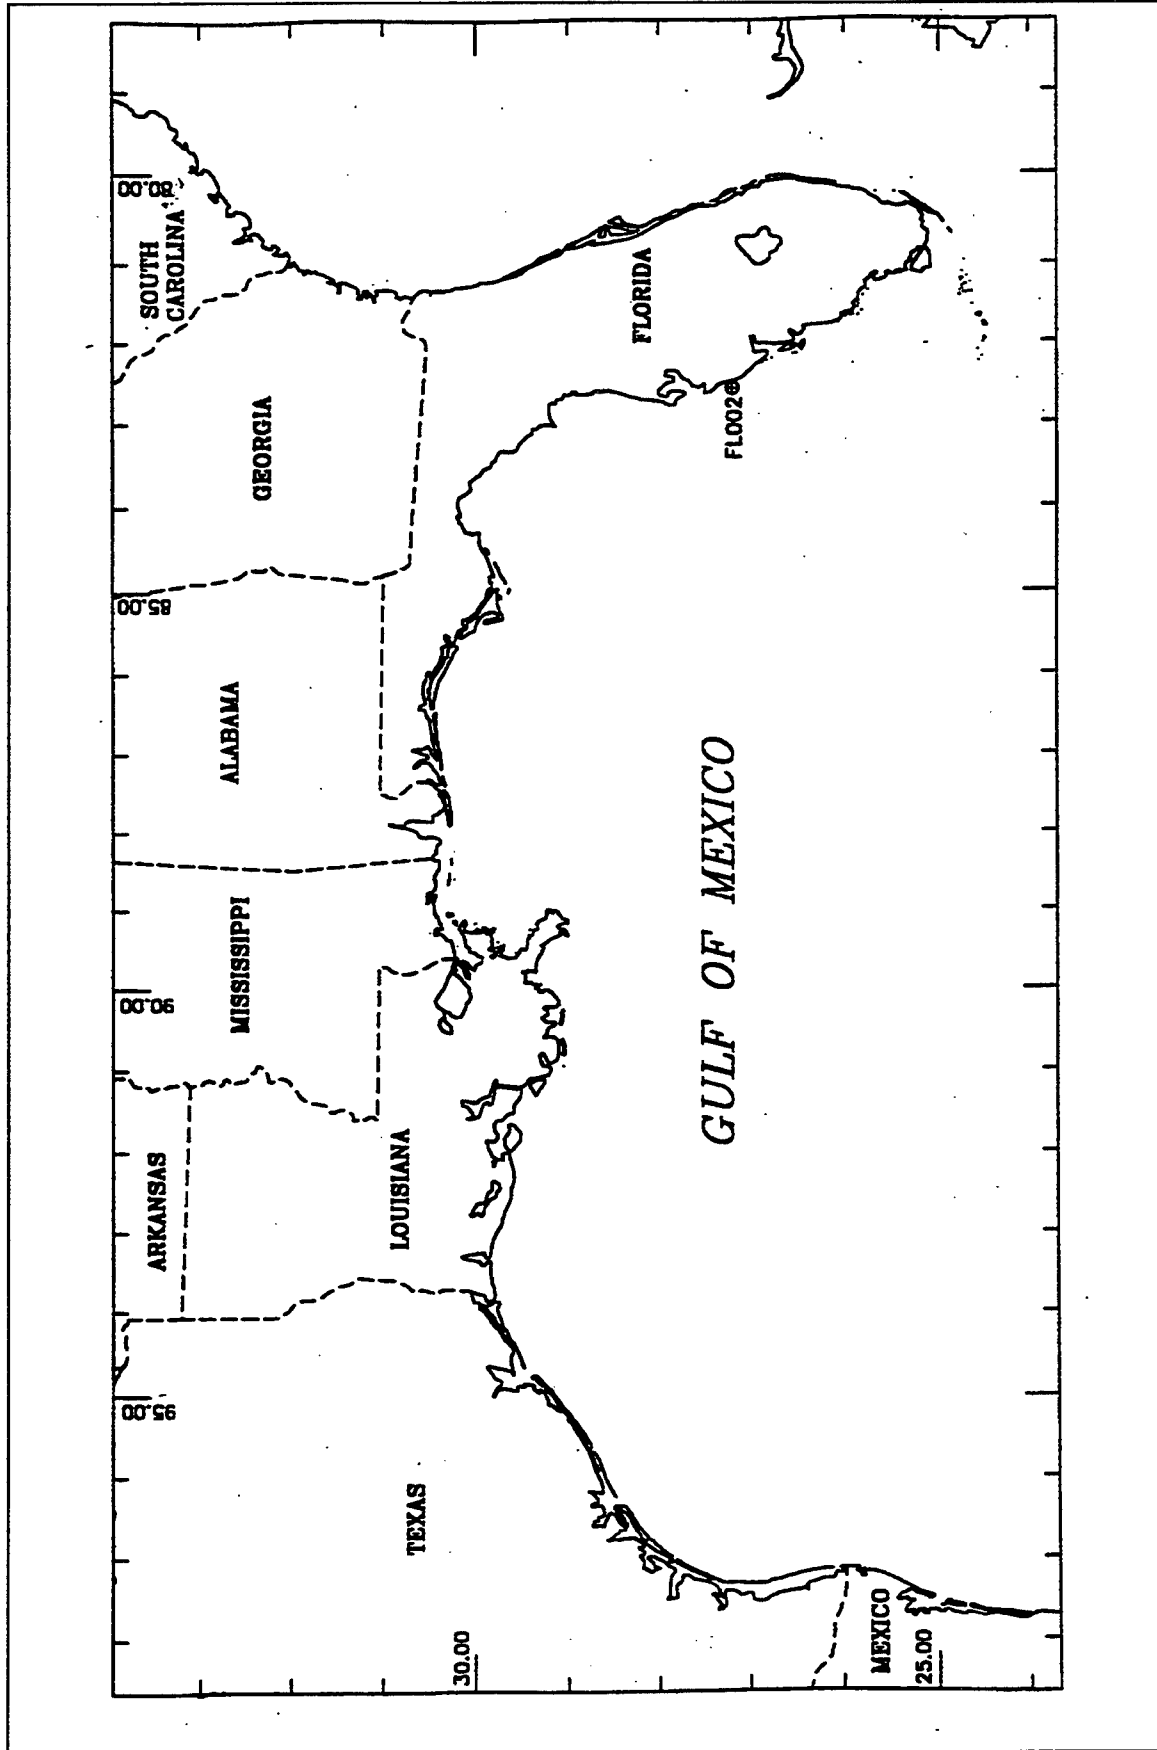 80.00
SOUTH
CAROLINA
GEORGIA
FLORIDA
FL002
85.00
ALABAMA
MISSISSIPPI
90.00
ARKANSAS
LOUISIANA
GULF OF MEXICO
95.00
TEXAS
30.00
MEXICO
25.00